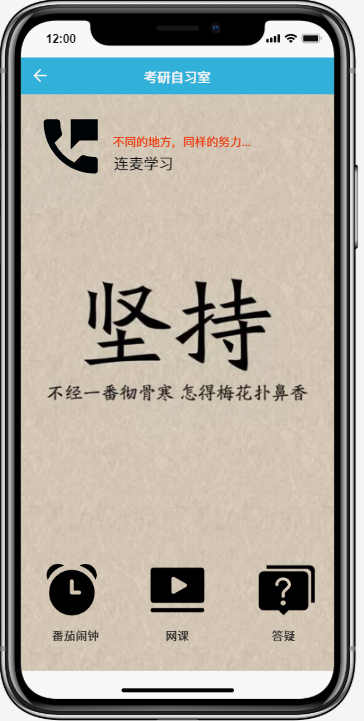 12:00
考研自习室
不同的地方，同样的努力...
连麦学习
坚持
不经一番彻骨寒 怎得梅花扑鼻香
番茄闹钟 网课 答疑